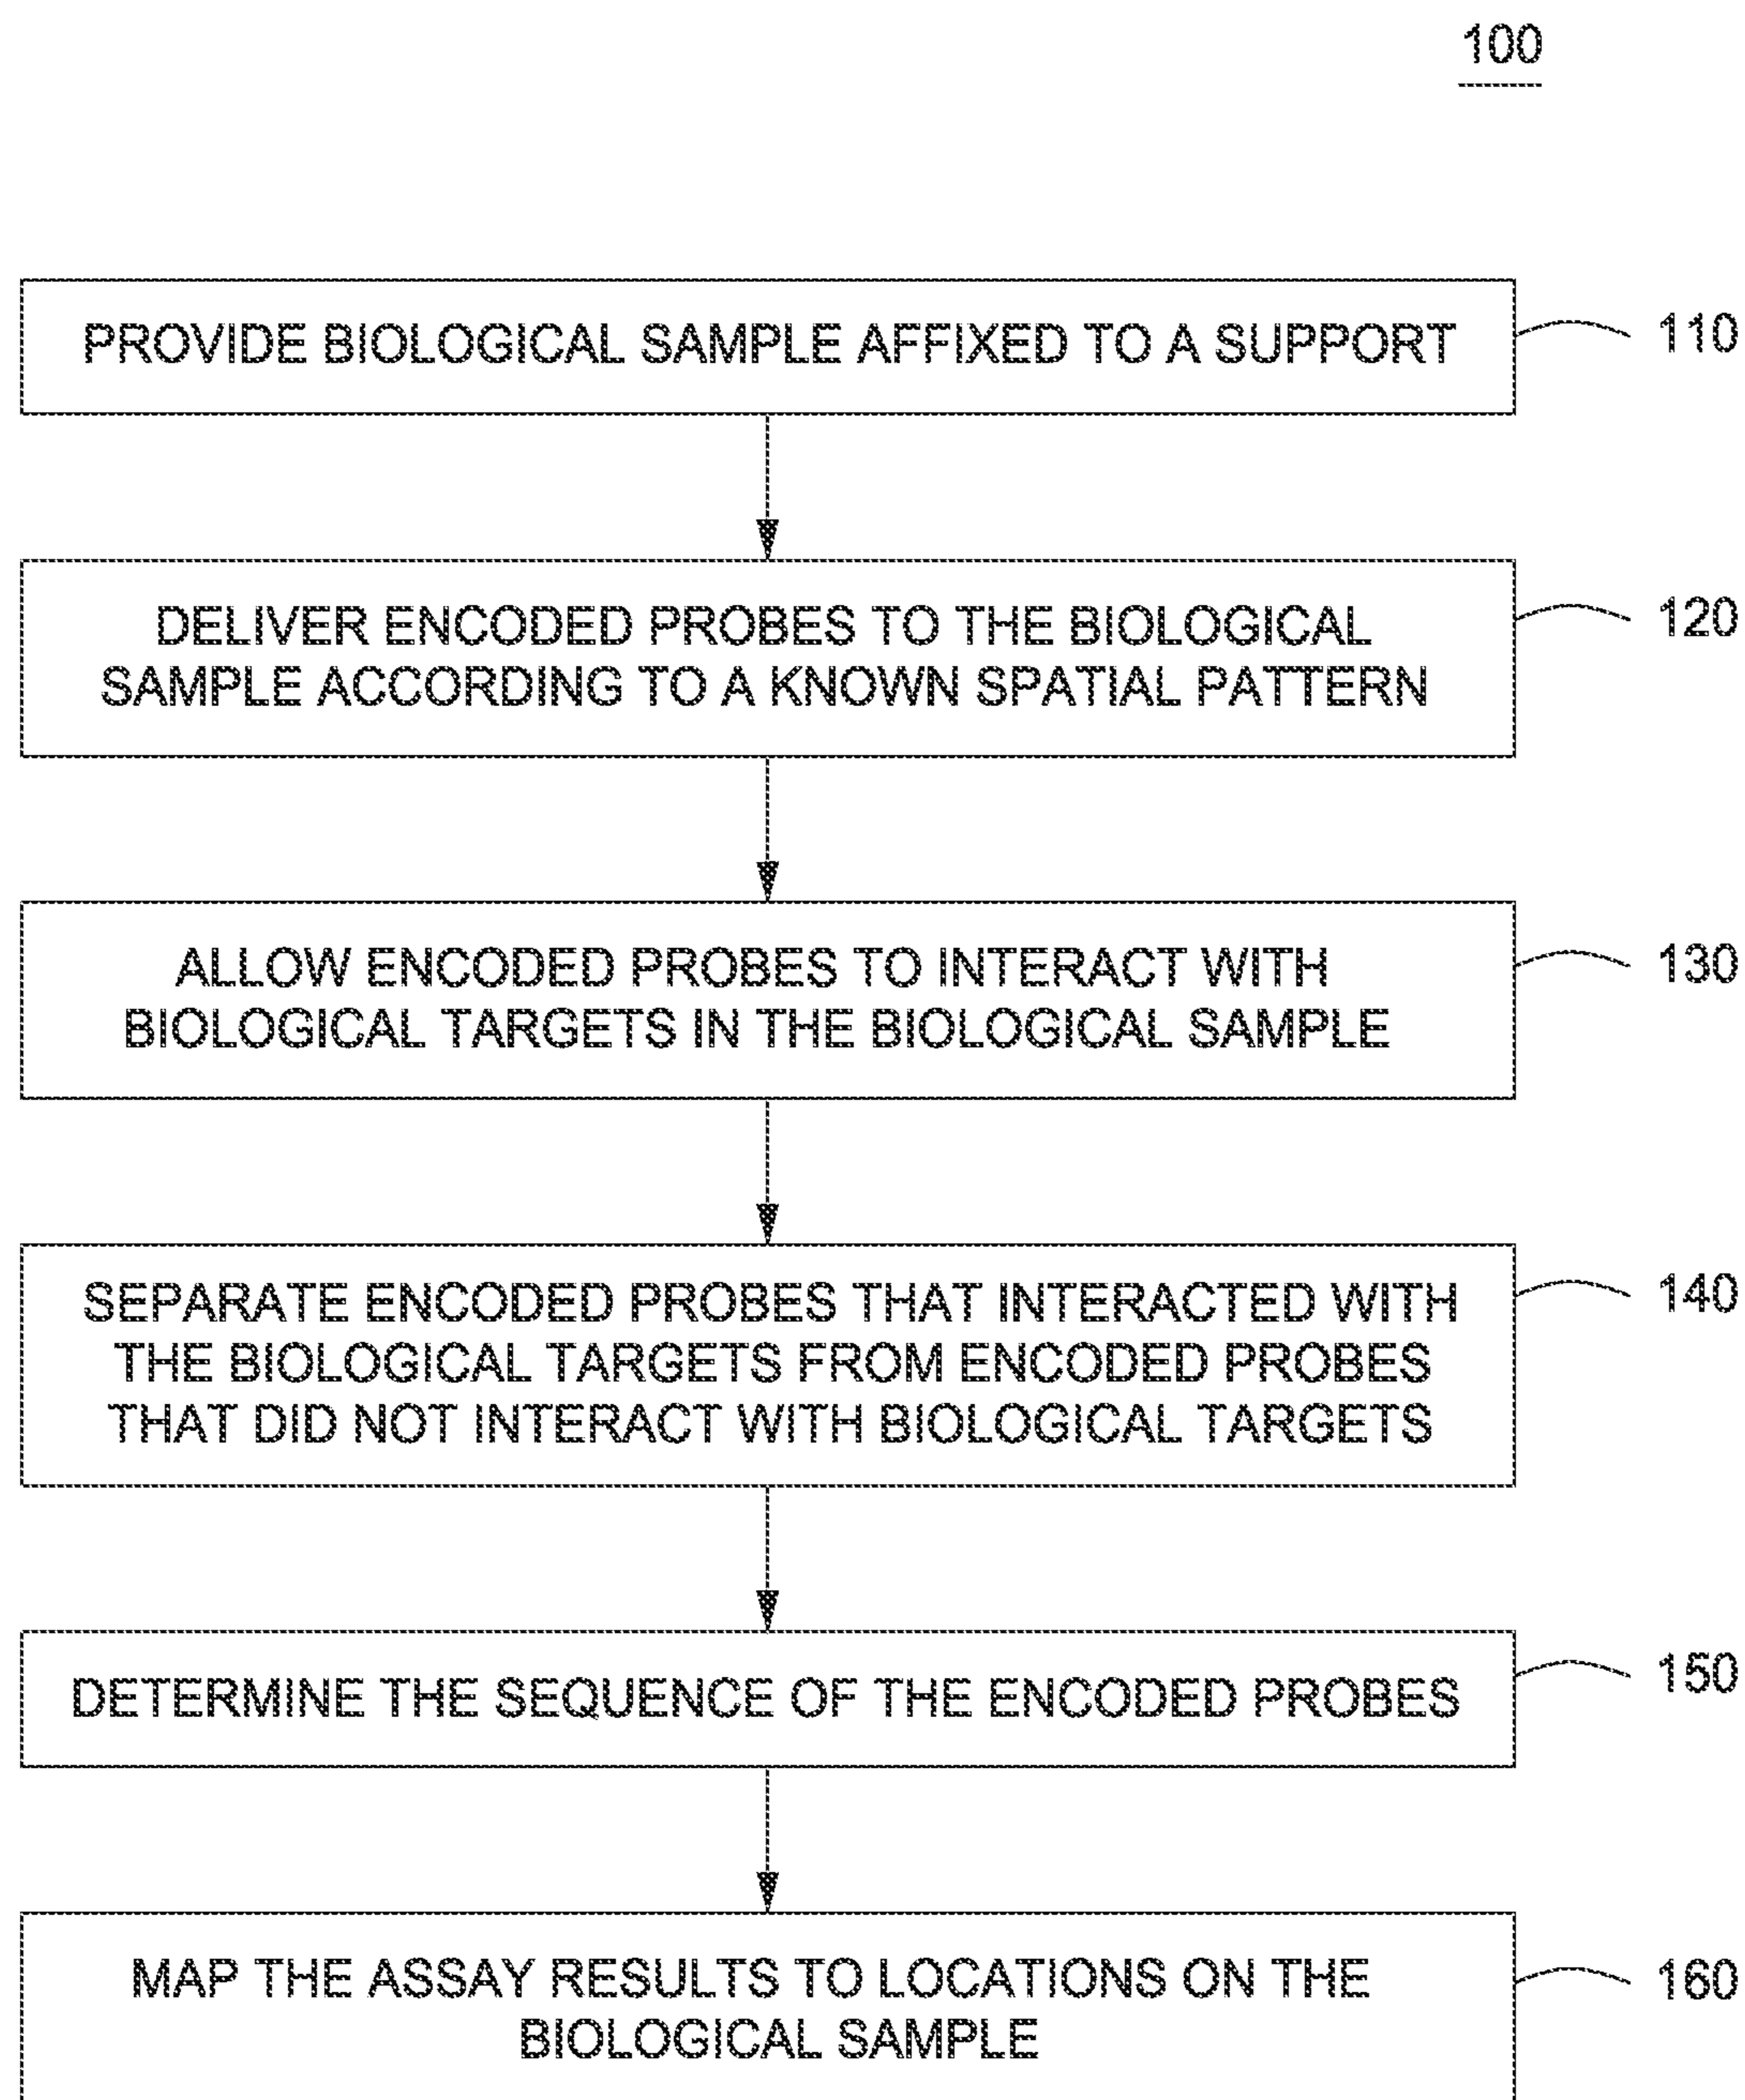 100
PROVIDE BIOLOGICAL SAMPLE AFFIXED TO A SUPPORT
110
DELIVER ENCODED PROBES TO THE BIOLOGICAL
SAMPLE ACCORDING TO A KNOWN SPATIAL PATTERN
120
ALLOW ENCODED PROBES TO INTERACT WITH
BIOLOGICAL TARGETS IN THE BIOLOGICAL SAMPLE
130
SEPARATE ENCODED PROBES THAT INTERACTED WITH
THE BIOLOGICAL TARGETS FROM ENCODED PROBES
THAT DID NOT INTERACT WITH BIOLOGICAL TARGETS
140
DETERMINE THE SEQUENCE OF THE ENCODED PROBES
150
MAP THE ASSAY RESULTS TO LOCATIONS ON THE
BIOLOGICAL SAMPLE
160